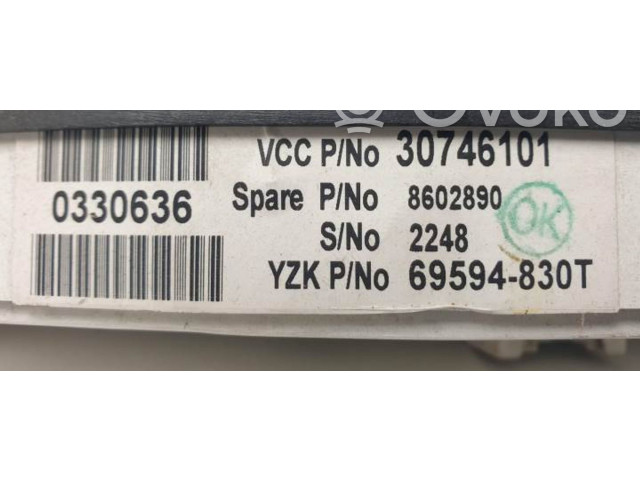 Ovoko
VCC P/No 30746101
0330636
Spare P/No 8602890
OK
S/No 2248
YZK P/No 69594-830T